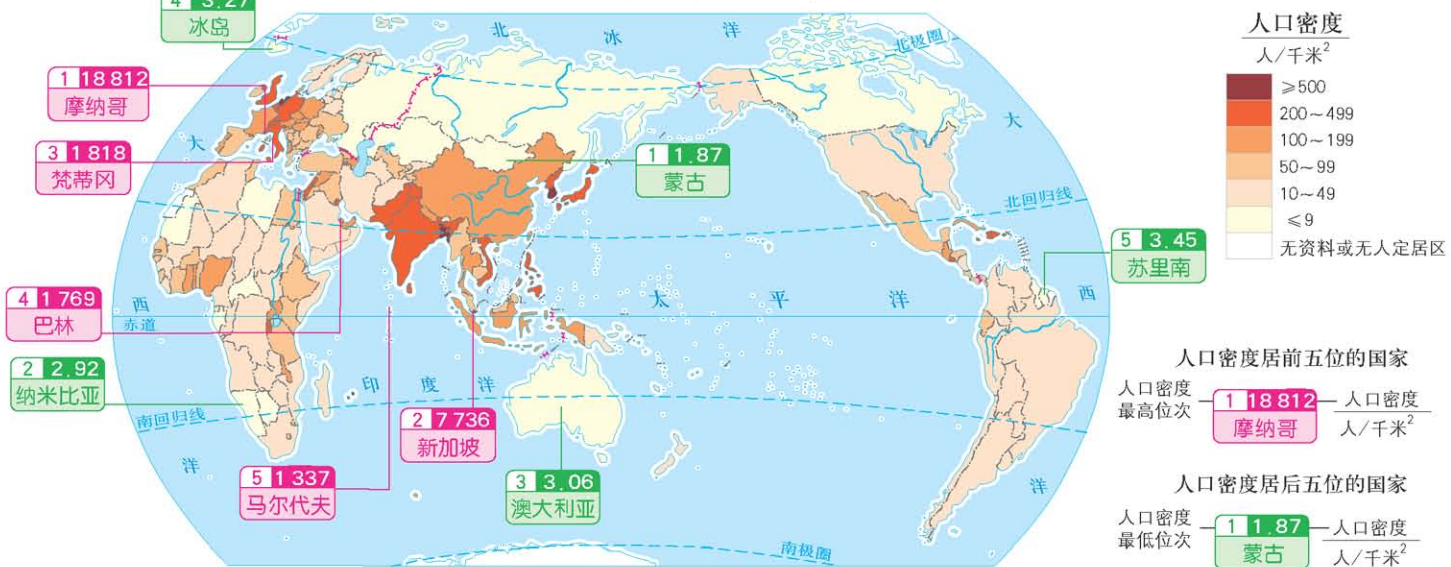 4 3.27
冰岛
1 18 812
摩纳哥
3 1 818
梵蒂冈
4 1 769
巴林
2 2.92
纳米比亚
5 1 337
马尔代夫
2 7 736
新加坡
3 3.06
澳大利亚
1 1.87
蒙古
5 3.45
苏里南
北冰洋
北极圈
大
西
洋
赤道
南回归线
印度洋
太平洋
北回归线
大
西
洋
南极圈
人口密度
人/千米²
≥500
200~499
100~199
50~99
10~49
≤9
无资料或无人定居区
人口密度居前五位的国家
人口密度
最高位次
1 18 812
摩纳哥
人口密度
人/千米²
人口密度居后五位的国家
人口密度
最低位次
1 1.87
蒙古
人口密度
人/千米²